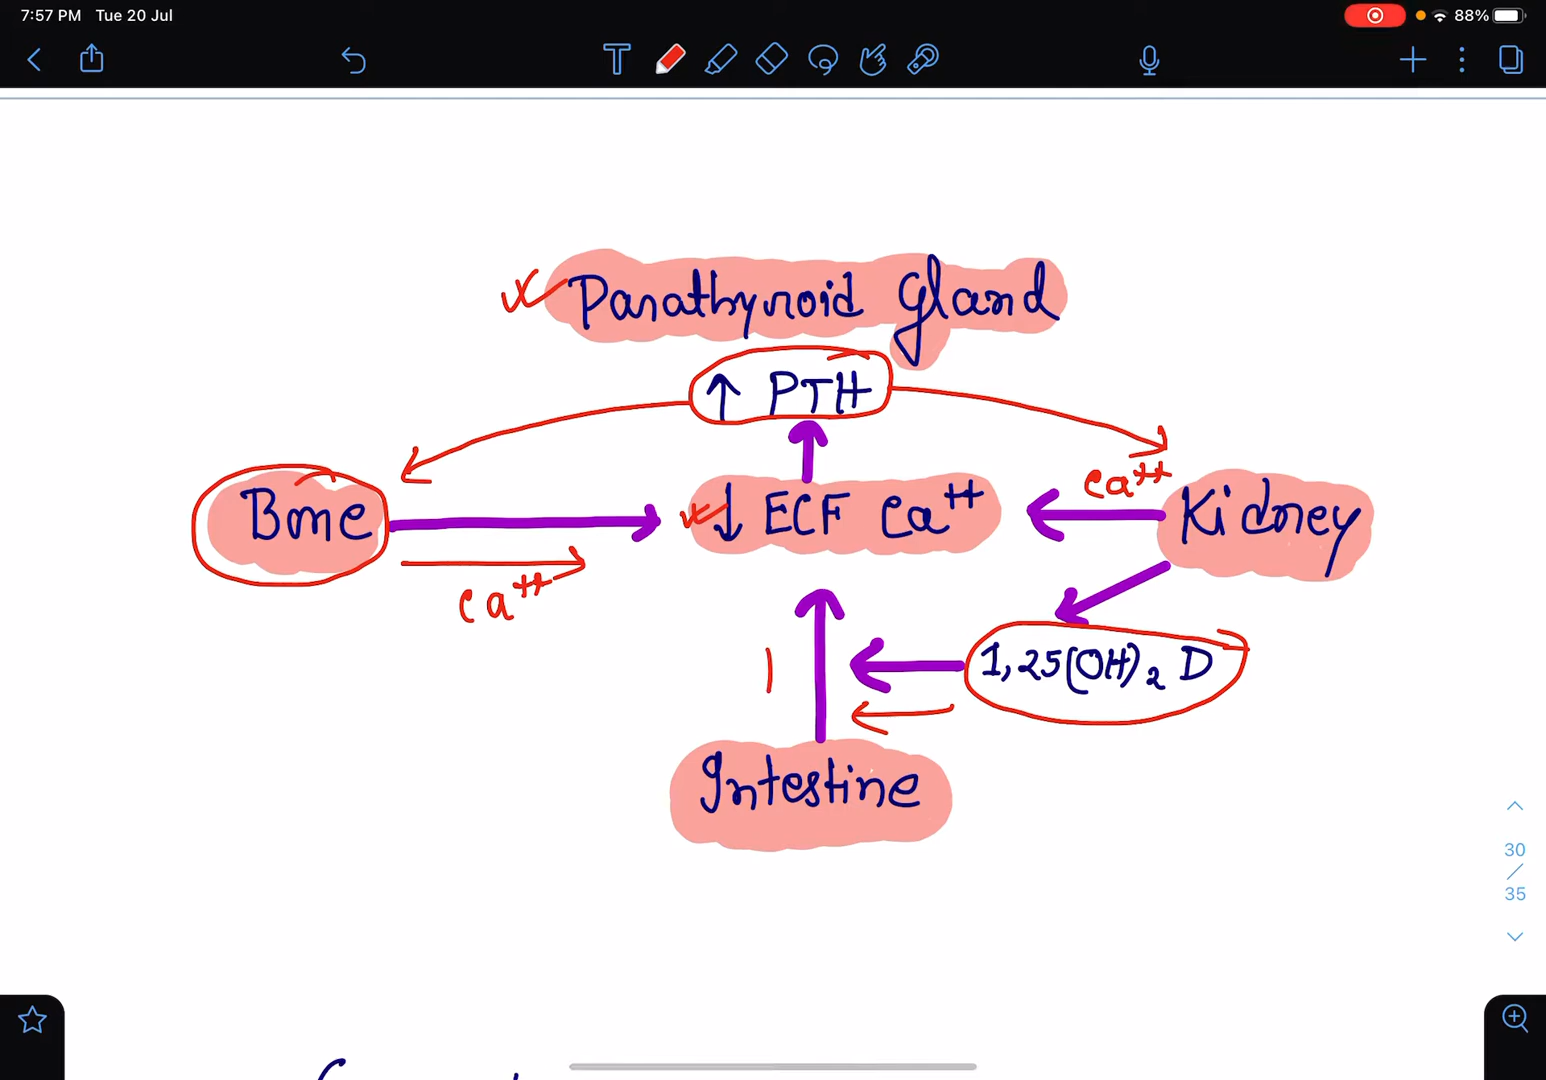 7:57 PM Tue 20 Jul
88%
Parathyroid Gland
↑ PTH
Bone
↓ ECF Ca++
Ca++
Kidney
Ca++
1,25(OH)2 D
Intestine
30
/
35